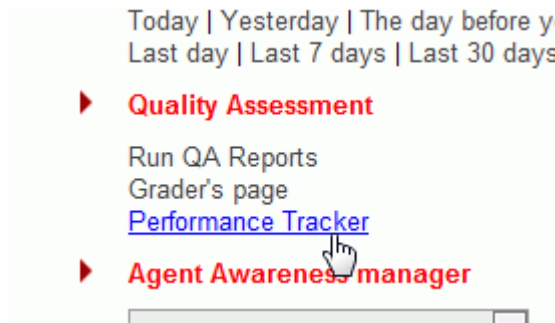 Today | Yesterday | The day before
Last day | Last 7 days | Last 30 days
Quality Assessment
Run QA Reports
Grader's page
Performance Tracker
Agent Awareness manager